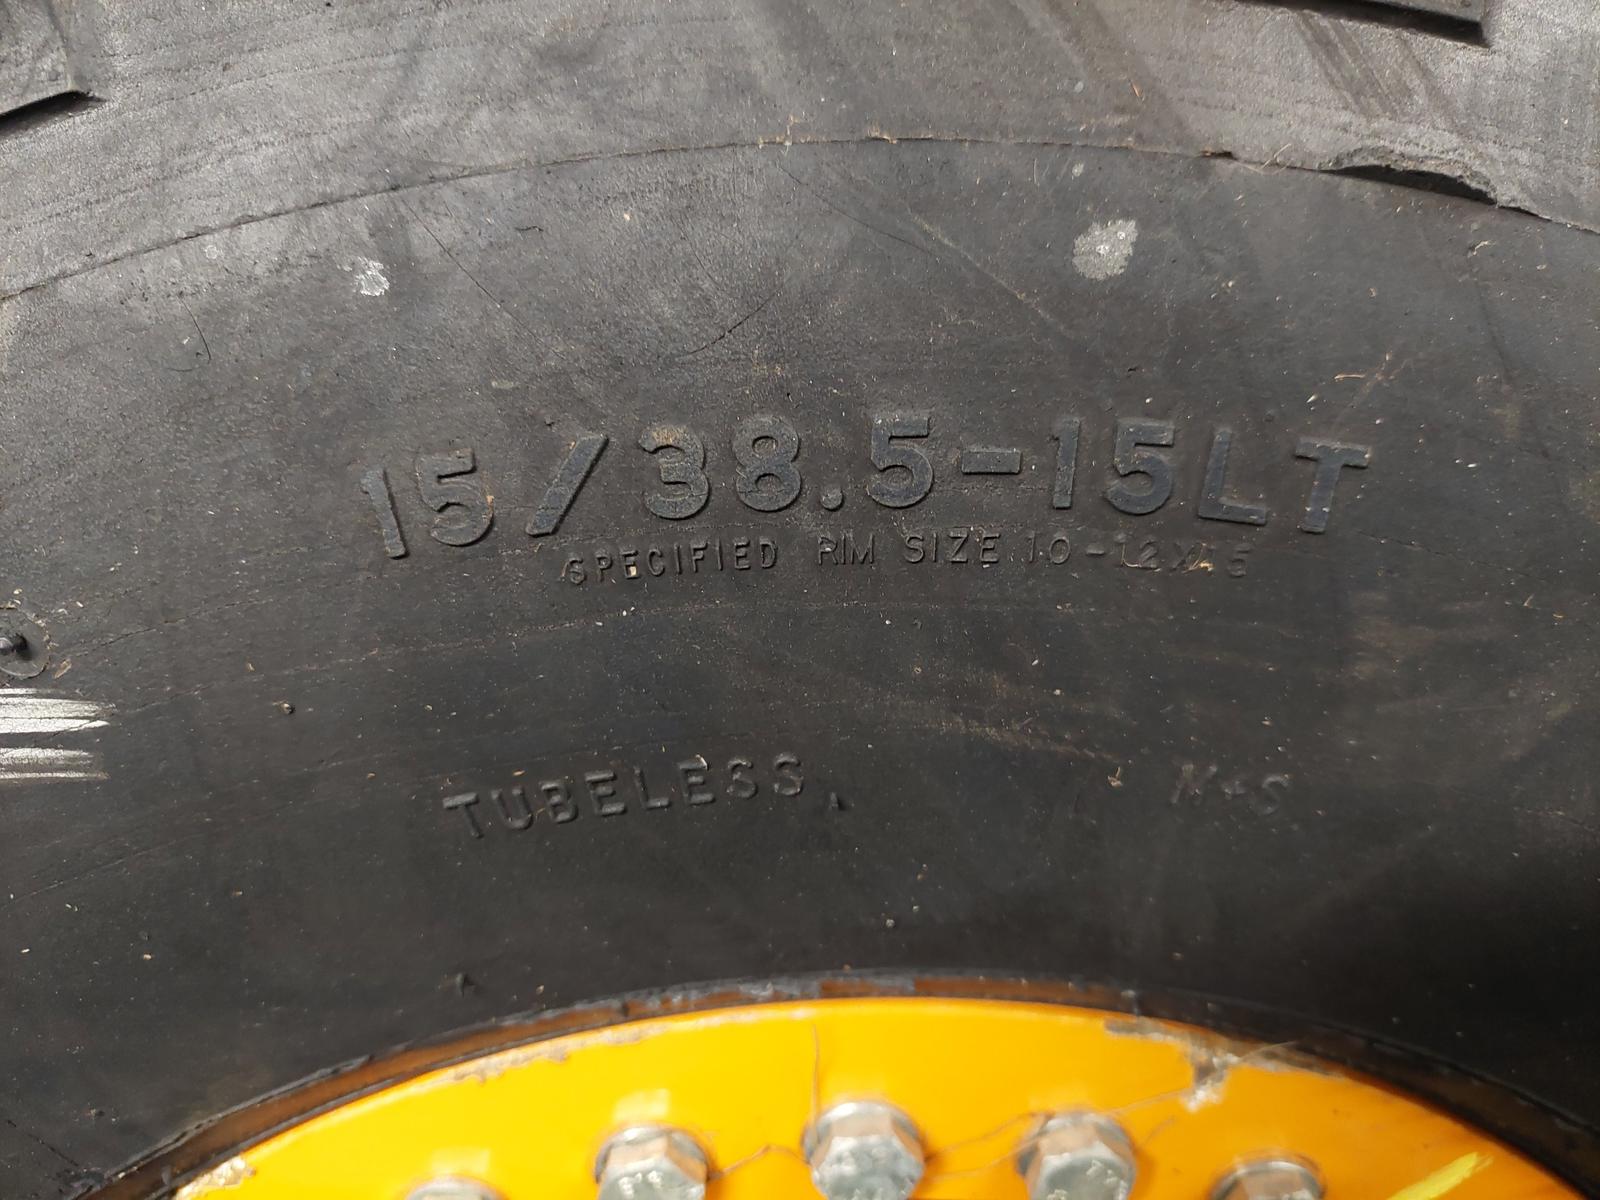 15/38.5-15LT
SPECIFIED RIM SIZE 10-12X15
TUBELESS
M+S